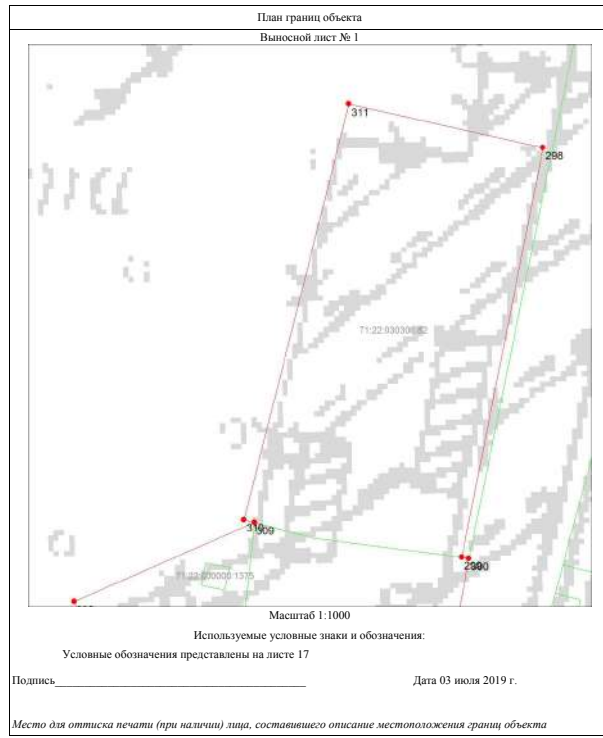 План границ объекта
Выносной лист № 1
311
298
310
309
Масштаб 1:1000
Используемые условные знаки и обозначения:
Условные обозначения представлены на листе 17
Подпись Дата 03 июля 2019 г.
Место для оттиска печати (при наличии) лица, составившего описание местоположения границ объекта